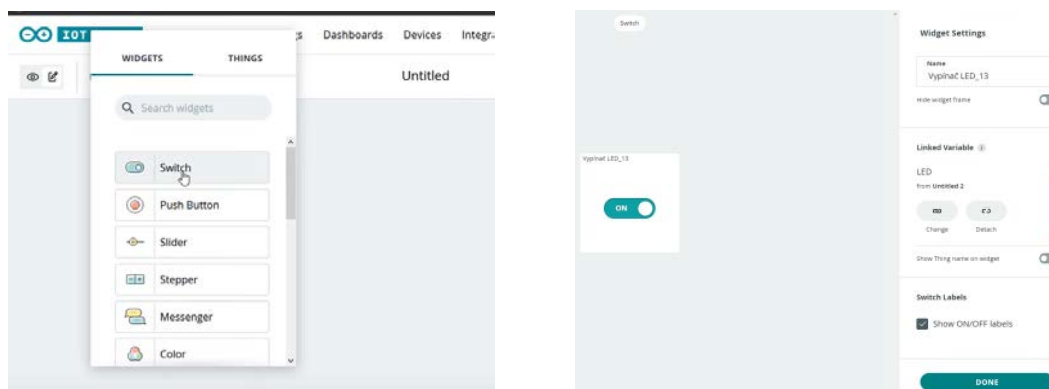 IOT
Dashboards
Devices
Untitled
WIDGETS
THINGS
Search widgets
Switch
Push Button
Slider
Stepper
Messenger
Color
Switch
Vypínač LED_13
ON
Widget Settings
Name
Vypínač LED_13
Hide widget frame
Linked Variable
LED
from Untitled 2
Change
Detach
Show Thing name on widget
Switch Labels
Show ON/OFF labels
DONE